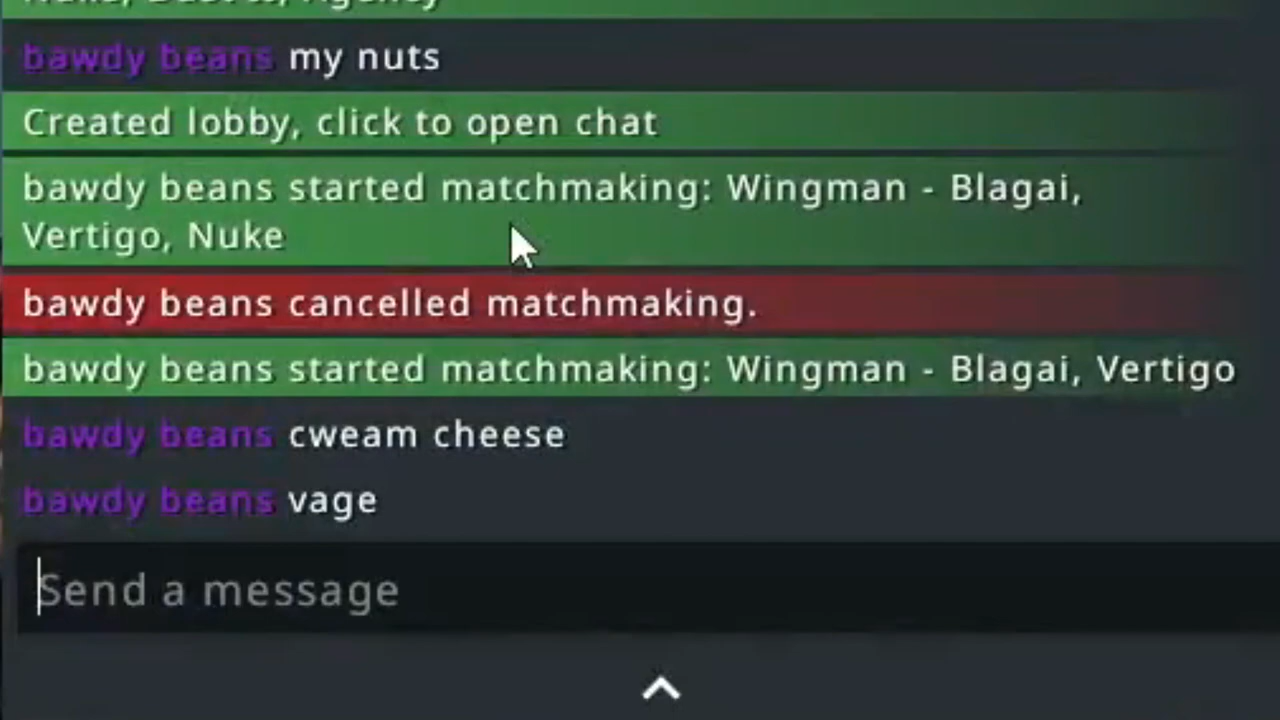 bawdy beans my nuts
Created lobby, click to open chat
bawdy beans started matchmaking: Wingman - Blagai,
Vertigo, Nuke
bawdy beans cancelled matchmaking.
bawdy beans started matchmaking: Wingman - Blagai, Vertigo
bawdy beans cweam cheese
bawdy beans vage
Send a message